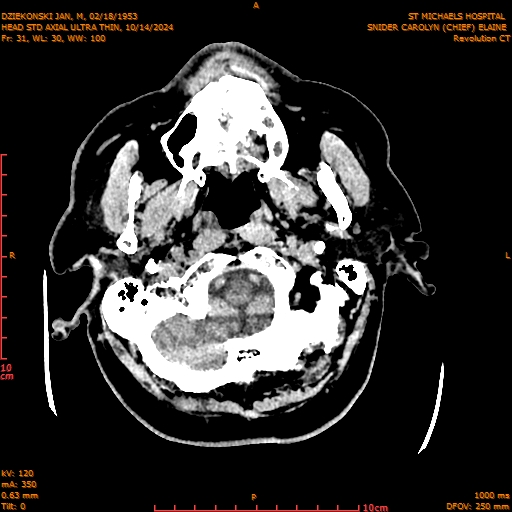 A
DZIEKONSKI JAN, M, 02/18/1953
HEAD STD AXIAL ULTRA THIN, 10/14/2024
Fr: 31, WL: 30, WW: 100
ST MICHAELS HOSPITAL
SNIDER CAROLYN (CHIEF) ELAINE
Revolution CT
R
L
10
cm
kV: 120
mA: 350
0.63 mm
Tilt: 0
P
10cm
1000 ms
DFOV: 250 mm